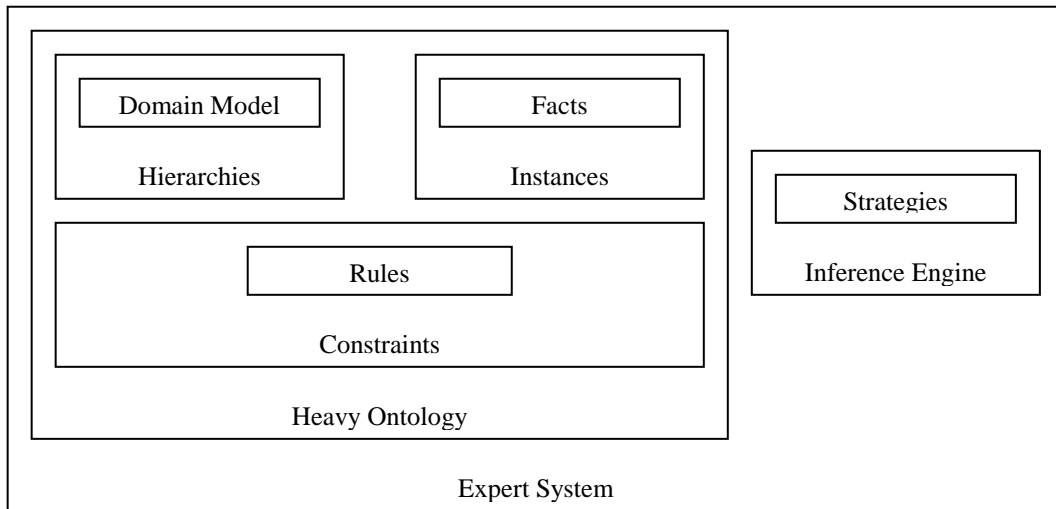 Domain Model
Facts
Hierarchies
Instances
Strategies
Rules
Inference Engine
Constraints
Heavy Ontology
Expert System